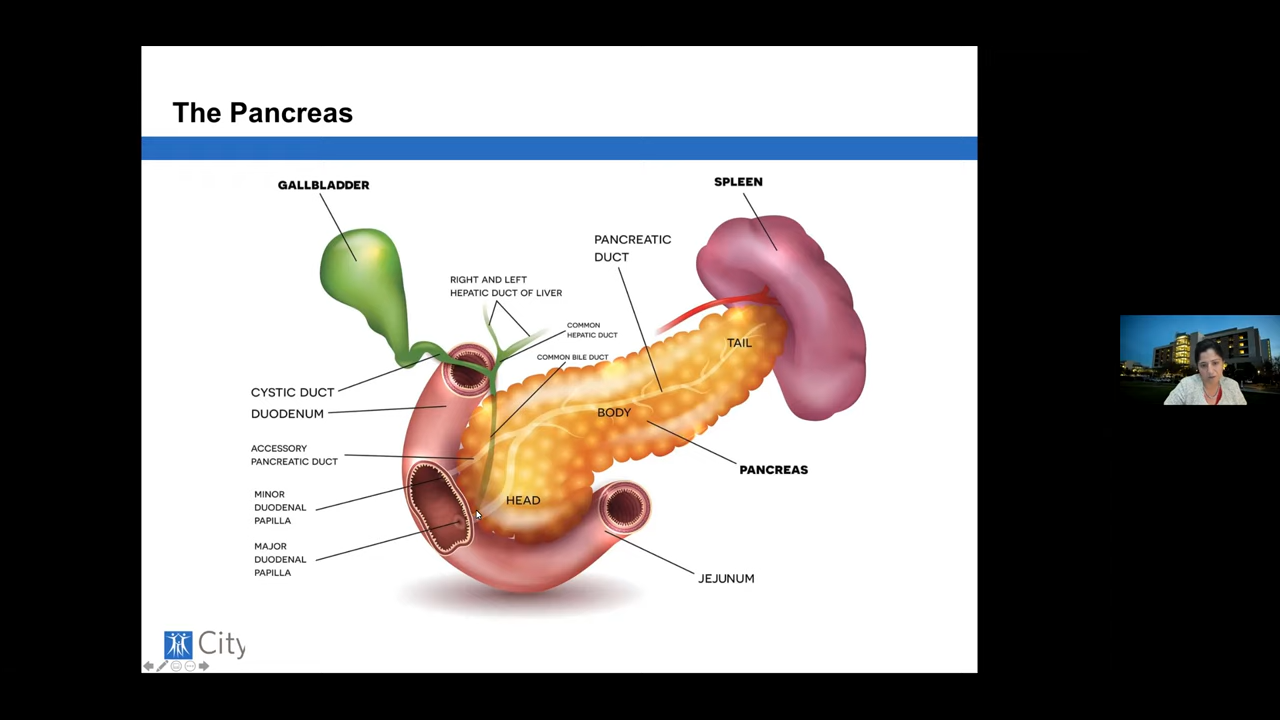 The Pancreas
GALLBLADDER
SPLEEN
PANCREATIC
DUCT
RIGHT AND LEFT
HEPATIC DUCT OF LIVER
COMMON
HEPATIC DUCT
COMMON BILE DUCT
TAIL
CYSTIC DUCT
DUODENUM
BODY
ACCESSORY
PANCREATIC DUCT
PANCREAS
MINOR
DUODENAL
PAPILLA
HEAD
MAJOR
DUODENAL
PAPILLA
JEJUNUM
City